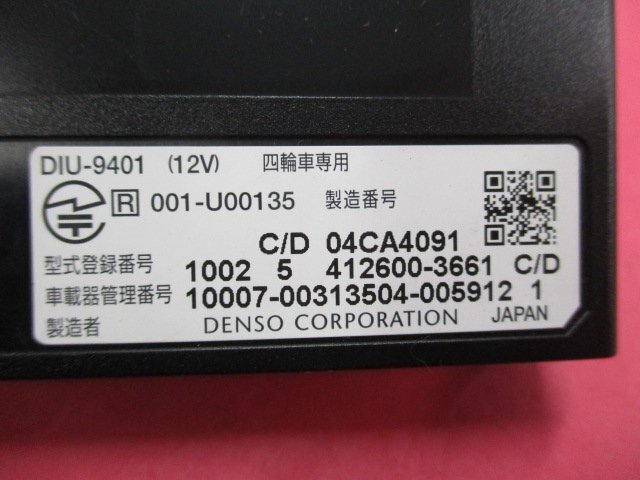 DIU-9401 (12V) 四輪車専用
R 001-U00135 製造番号
C/D 04CA4091
型式登録番号 1002 5 412600-3661 C/D
車載器管理番号 10007-00313504-005912 1
製造者 DENSO CORPORATION JAPAN